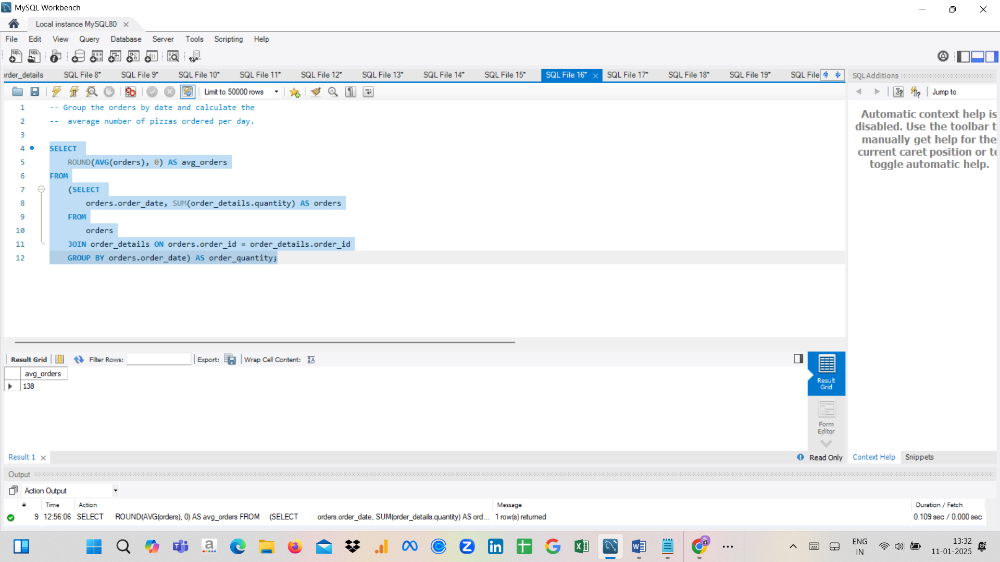 MySQL Workbench
Local instance MySQL80
File Edit View Query Database Server Tools Scripting Help
order_details SQL File 8* SQL File 9* SQL File 10* SQL File 11* SQL File 12* SQL File 13* SQL File 14* SQL File 15* SQL File 16* SQL File 17* SQL File 18* SQL File 19* SQL File
SQLAdditions
Limit to 50000 rows
Jump to
1 -- Group the orders by date and calculate the
2 -- average number of pizzas ordered per day.
3
4 SELECT
5 ROUND(AVG(orders), 0) AS avg_orders
6 FROM
7 (SELECT
8 orders.order_date, SUM(order_details.quantity) AS orders
9 FROM
10 orders
11 JOIN order_details ON orders.order_id = order_details.order_id
12 GROUP BY orders.order_date) AS order_quantity;
Automatic context help is
disabled. Use the toolbar t
manually get help for the
current caret position or to
toggle automatic help.
Result Grid Filter Rows: Export: Wrap Cell Content:
avg_orders
138
Result
Grid
Form
Editor
Result 1
Read Only
Context Help Snippets
Output
Action Output
# Time Action Message Duration / Fetch
9 12:56:06 SELECT ROUND(AVG(orders), 0) AS avg_orders FROM (SELECT orders.order_date, SUM(order_details.quantity) AS ord... 1 row(s) returned 0.109 sec / 0.000 sec
ENG
IN
13:32
11-01-2025